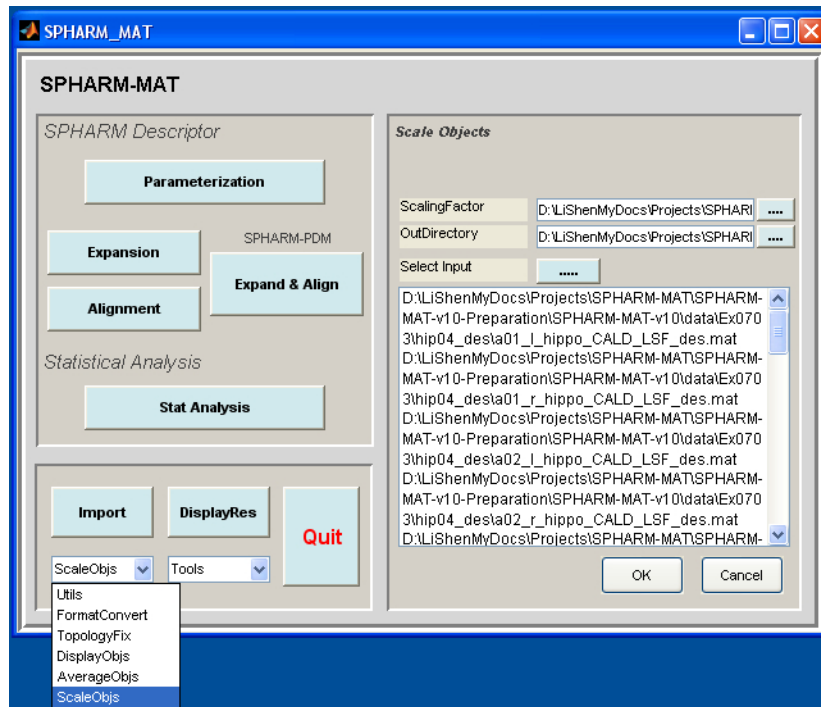 SPHARM_MAT
SPHARM-MAT
SPHARM Descriptor
Parameterization
Expansion
SPHARM-PDM
Expand & Align
Alignment
Statistical Analysis
Stat Analysis
Import
DisplayRes
Quit
ScaleObjs
Tools
Utils
FormatConvert
TopologyFix
DisplayObjs
AverageObjs
ScaleObjs
Scale Objects
ScalingFactor
D:\LiShenMyDocs\Projects\SPHARI
....
OutDirectory
D:\LiShenMyDocs\Projects\SPHARI
....
Select Input
.....
D:\LiShenMyDocs\Projects\SPHARM-MAT\SPHARM-
MAT-v10-Preparation\SPHARM-MAT-v10\data\Ex070
3\hip04_des\a01_l_hippo_CALD_LSF_des.mat
D:\LiShenMyDocs\Projects\SPHARM-MAT\SPHARM-
MAT-v10-Preparation\SPHARM-MAT-v10\data\Ex070
3\hip04_des\a01_r_hippo_CALD_LSF_des.mat
D:\LiShenMyDocs\Projects\SPHARM-MAT\SPHARM-
MAT-v10-Preparation\SPHARM-MAT-v10\data\Ex070
3\hip04_des\a02_l_hippo_CALD_LSF_des.mat
D:\LiShenMyDocs\Projects\SPHARM-MAT\SPHARM-
MAT-v10-Preparation\SPHARM-MAT-v10\data\Ex070
3\hip04_des\a02_r_hippo_CALD_LSF_des.mat
D:\LiShenMyDocs\Projects\SPHARM-MAT\SPHARM-
OK
Cancel